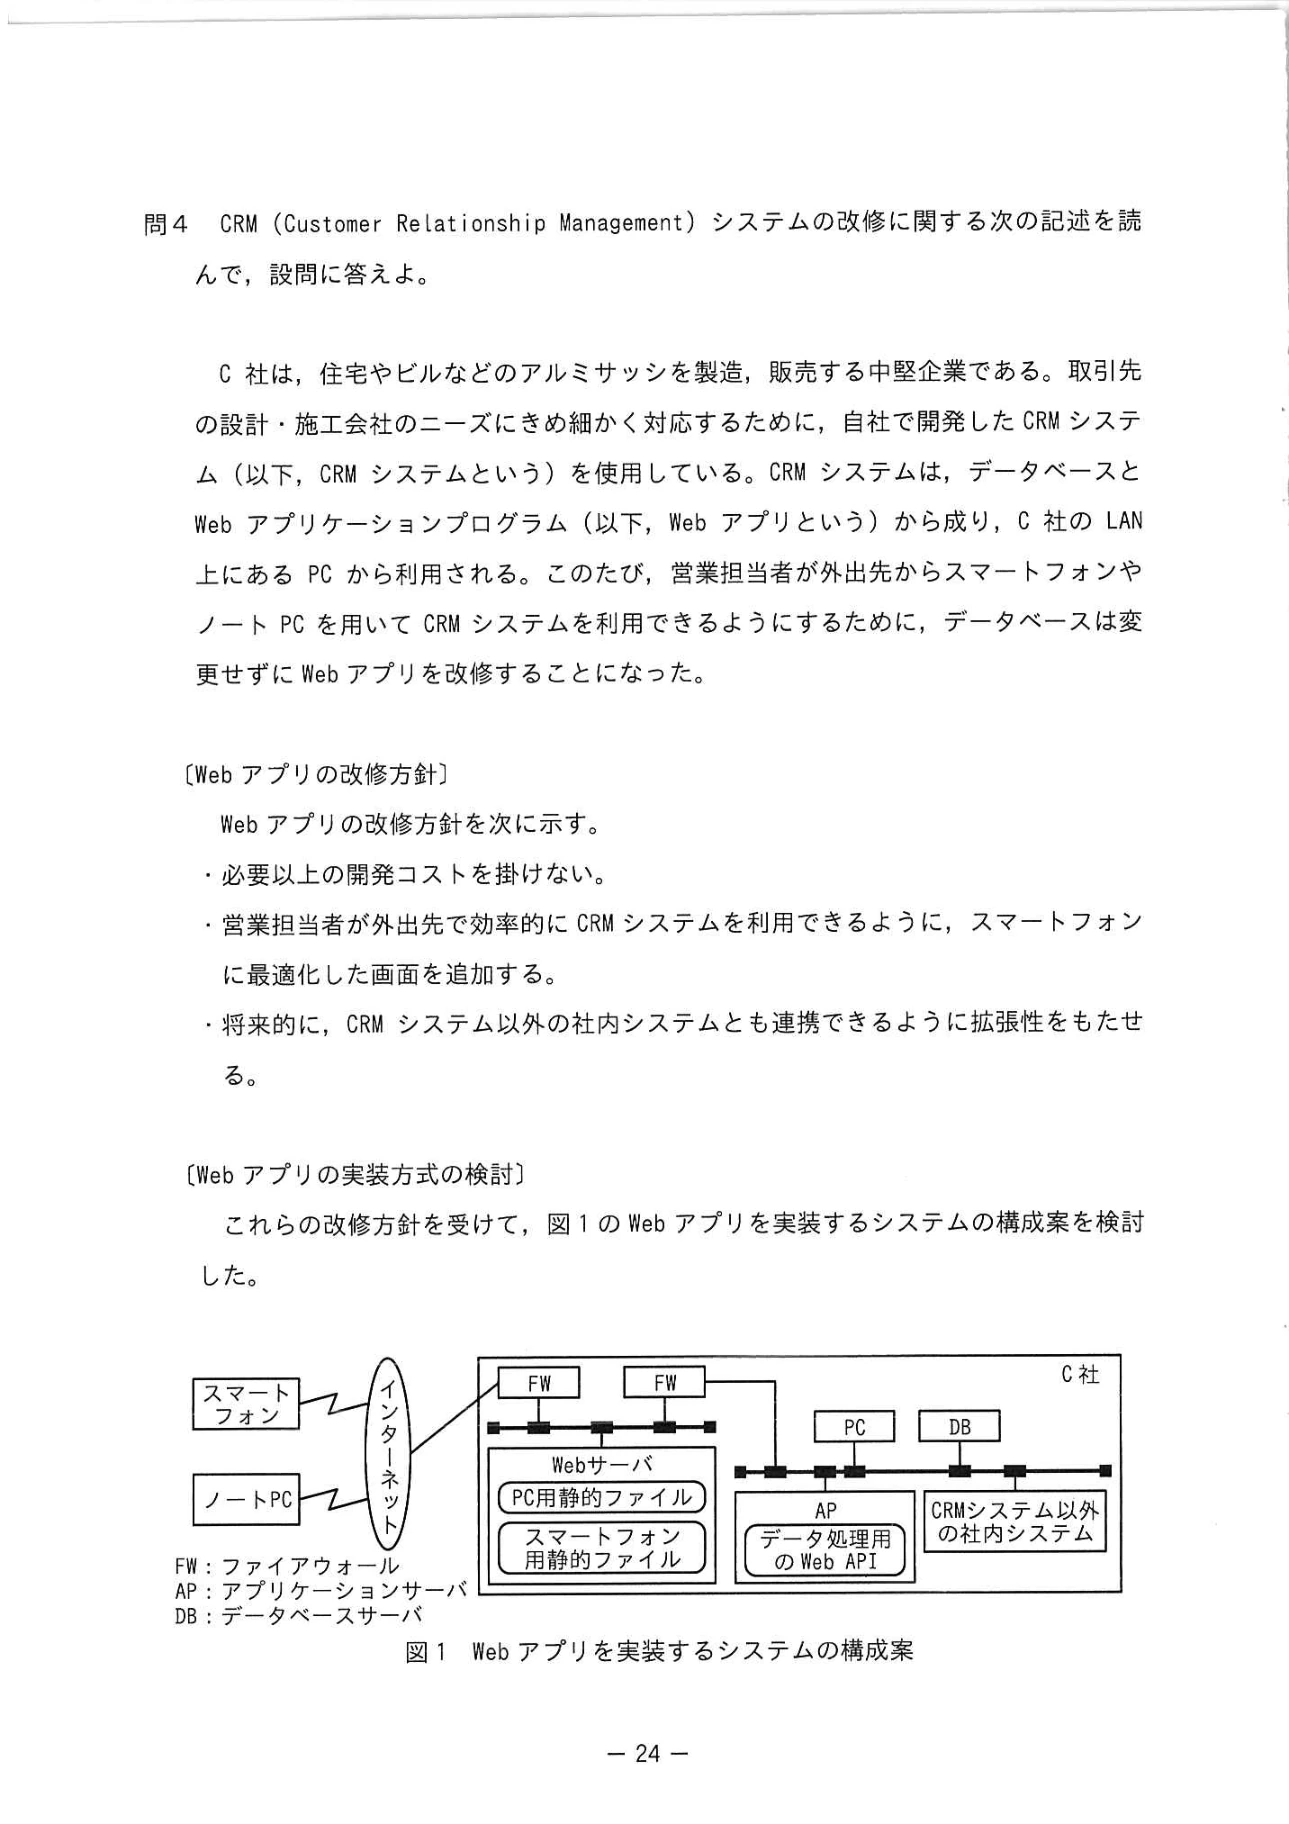 問4 CRM（Customer Relationship Management）システムの改修に関する次の記述を読
んで，設問に答えよ。
C 社は，住宅やビルなどのアルミサッシを製造，販売する中堅企業である。取引先
の設計・施工会社のニーズにきめ細かく対応するために，自社で開発した CRM システ
ム（以下，CRM システムという）を使用している。CRM システムは，データベースと
Web アプリケーションプログラム（以下，Web アプリという）から成り，C 社の LAN
上にある PC から利用される。このたび，営業担当者が外出先からスマートフォンや
ノート PC を用いて CRM システムを利用できるようにするために，データベースは変
更せずに Web アプリを改修することになった。
〔Web アプリの改修方針〕
Web アプリの改修方針を次に示す。
・必要以上の開発コストを掛けない。
・営業担当者が外出先で効率的に CRM システムを利用できるように，スマートフォン
に最適化した画面を追加する。
・将来的に，CRM システム以外の社内システムとも連携できるように拡張性をもたせ
る。
〔Web アプリの実装方式の検討〕
これらの改修方針を受けて，図 1 の Web アプリを実装するシステムの構成案を検討
した。
スマート
フォン
ノートPC
インターネット
C社
FW
FW
Webサーバ
PC用静的ファイル
スマートフォン
用静的ファイル
PC
DB
AP
データ処理用
の Web API
CRMシステム以外
の社内システム
FW：ファイアウォール
AP：アプリケーションサーバ
DB：データベースサーバ
図 1 Web アプリを実装するシステムの構成案
－ 24 －